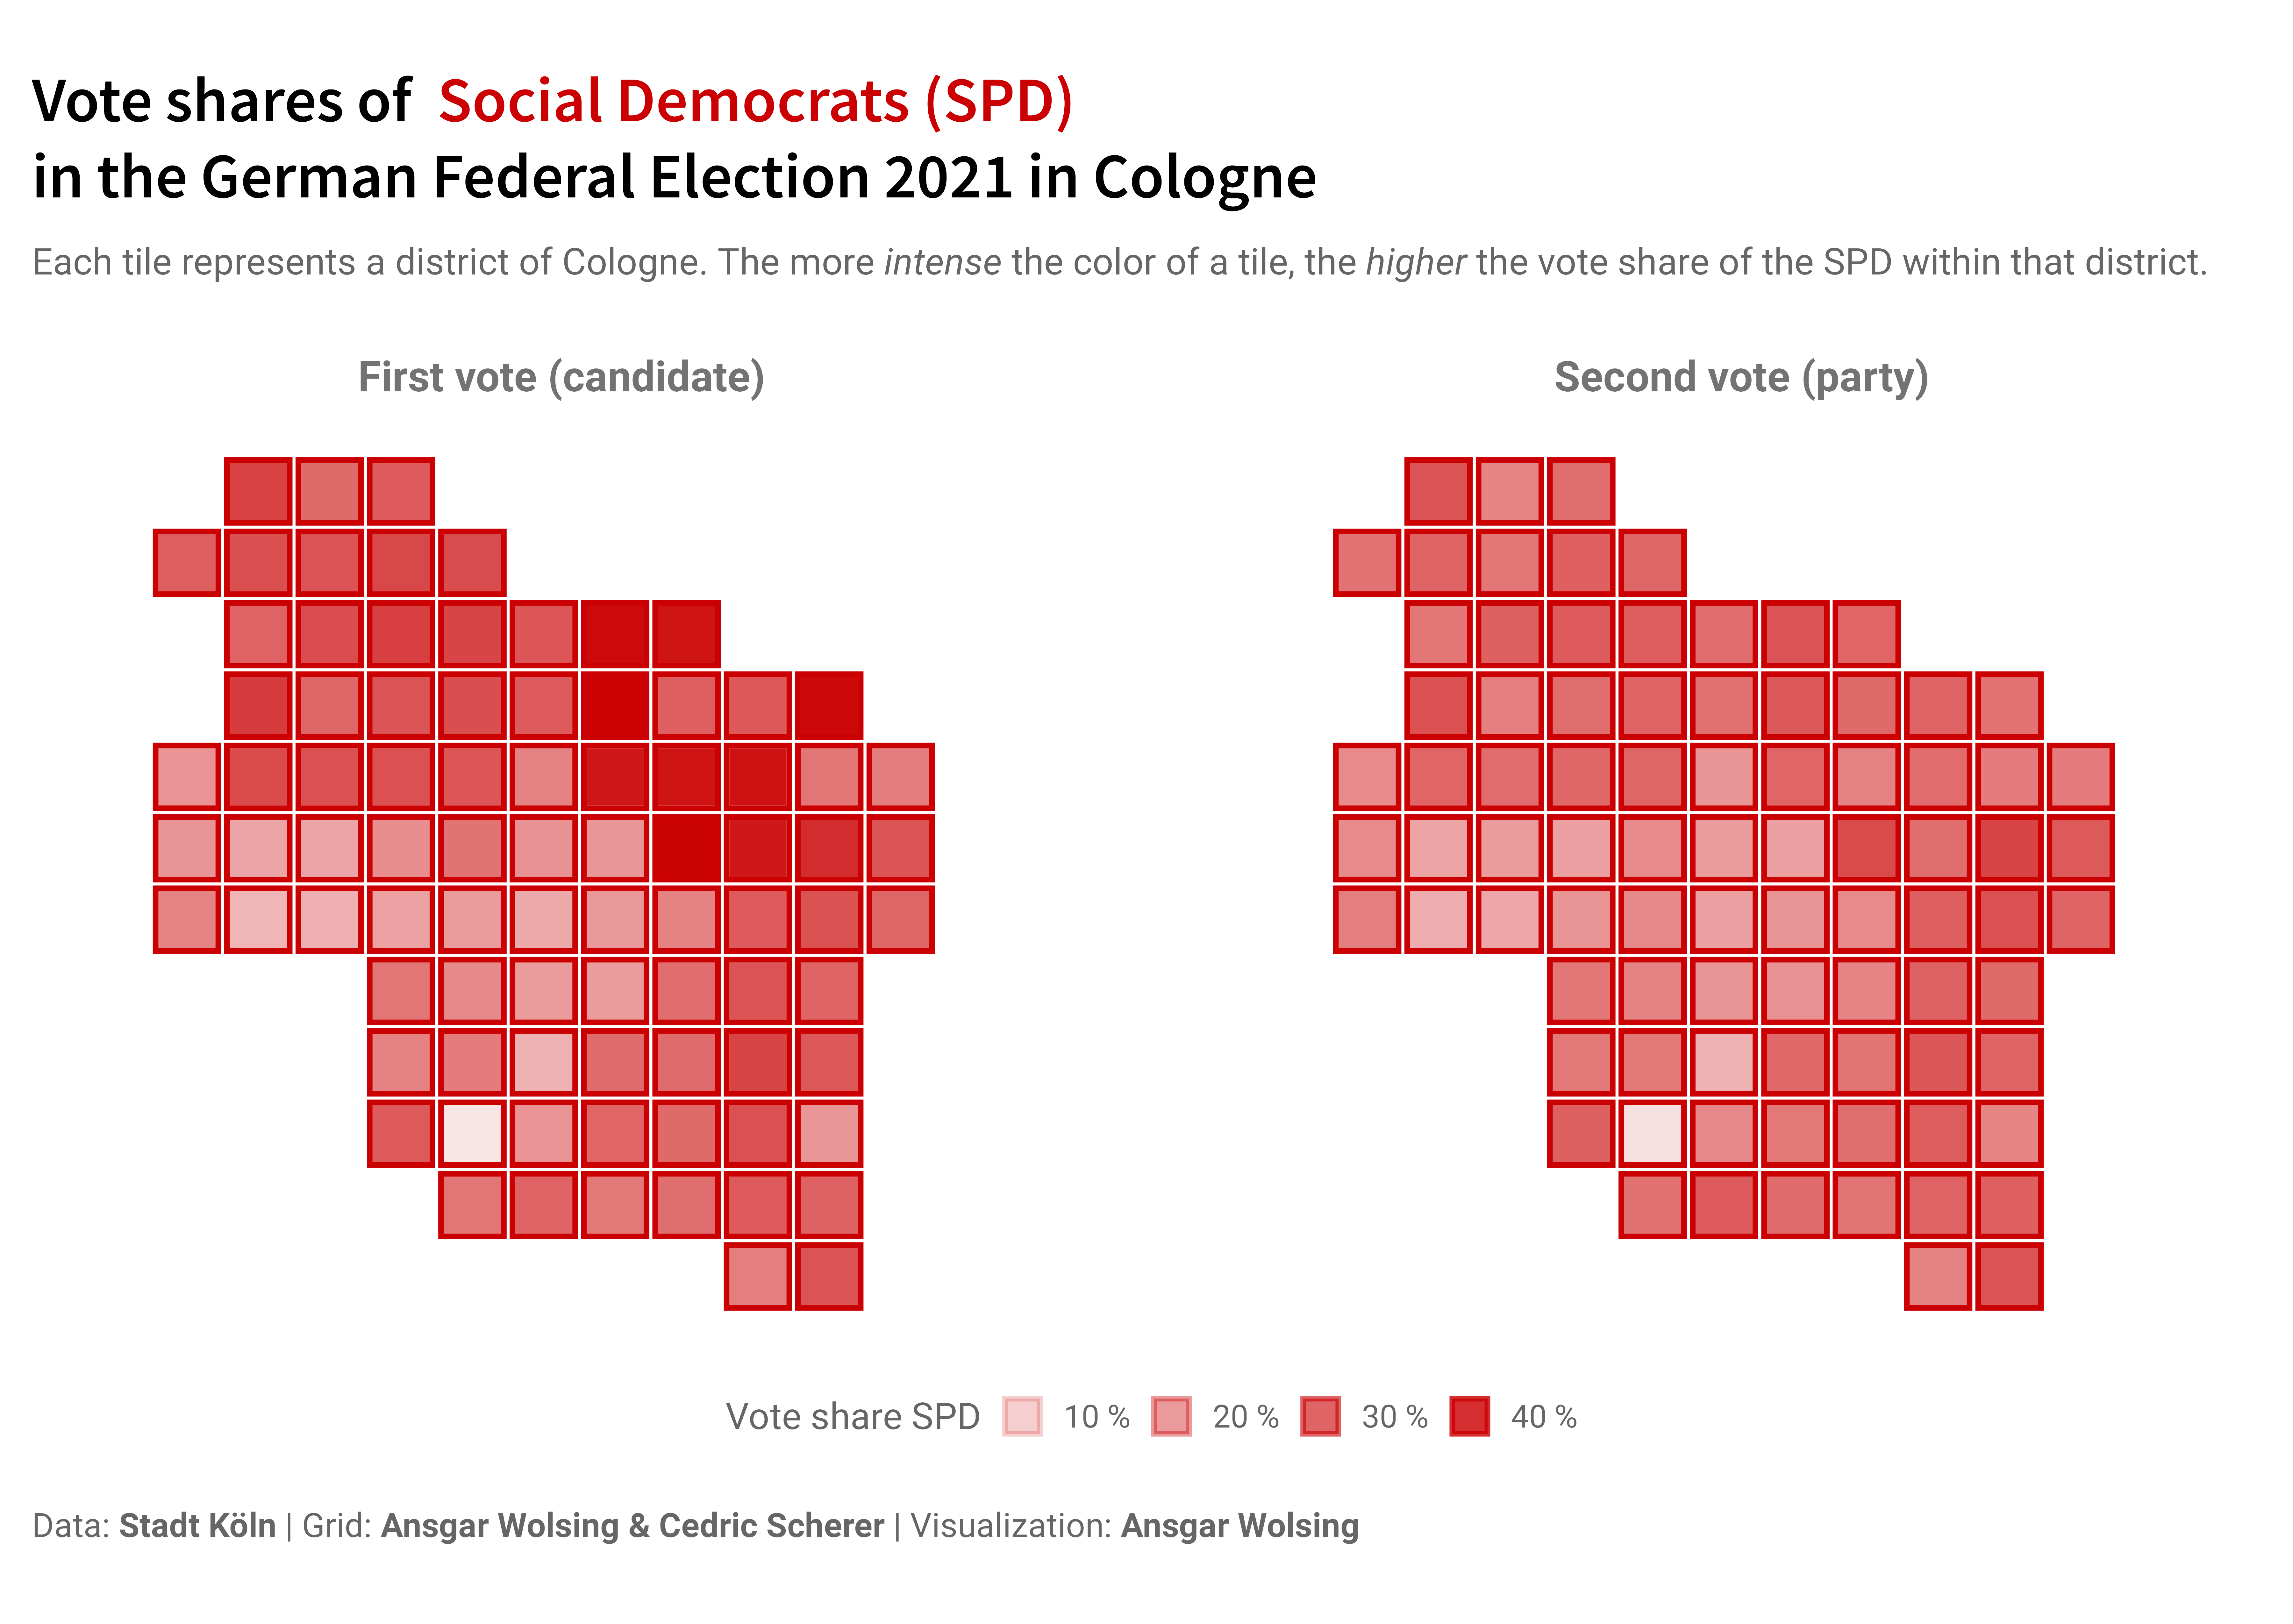 Vote shares of Social Democrats (SPD)
in the German Federal Election 2021 in Cologne
Each tile represents a district of Cologne. The more intense the color of a tile, the higher the vote share of the SPD within that district.
First vote (candidate)
Second vote (party)
Vote share SPD 10 % 20 % 30 % 40 %
Data: Stadt Köln | Grid: Ansgar Wolsing & Cedric Scherer | Visualization: Ansgar Wolsing